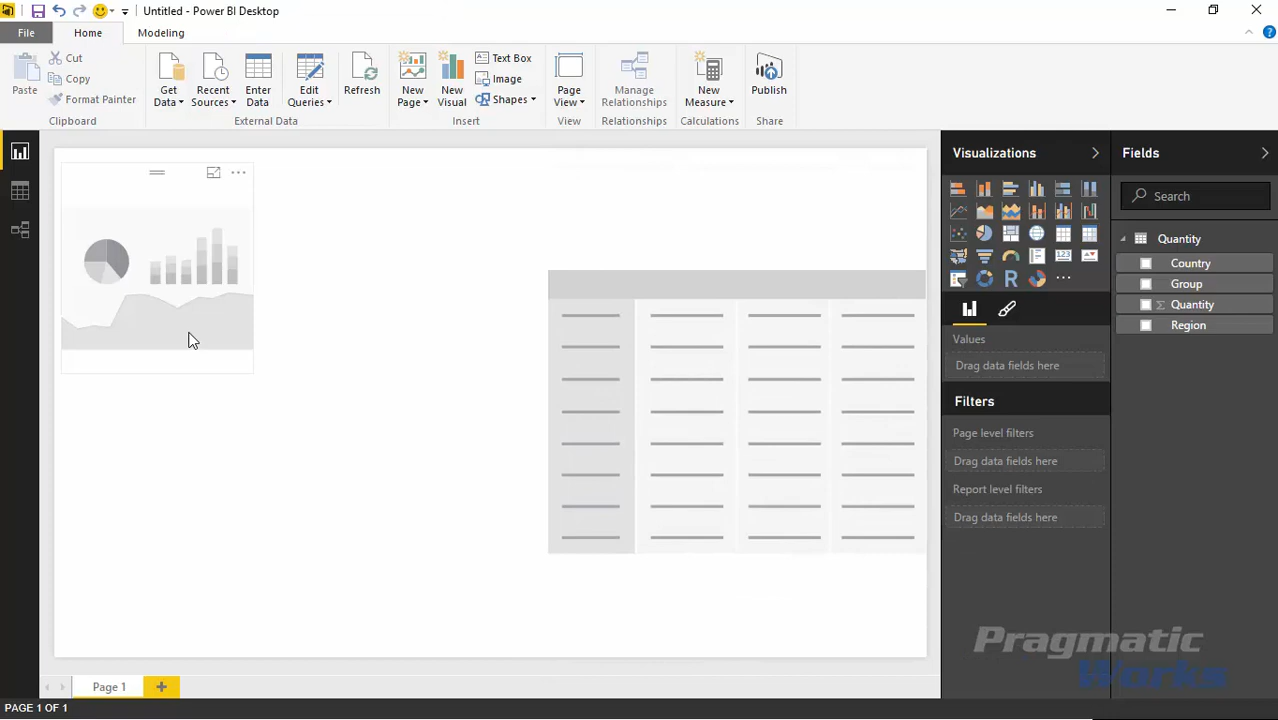 Untitled - Power BI Desktop
File
Home
Modeling
Paste
Cut
Copy
Format Painter
Clipboard
Get Data
Recent Sources
Enter Data
Edit Queries
Refresh
External Data
New Page
New Visual
Text Box
Image
Shapes
Insert
Page View
View
Manage Relationships
Relationships
New Measure
Calculations
Publish
Share
Visualizations
Values
Drag data fields here
Filters
Page level filters
Drag data fields here
Report level filters
Drag data fields here
Fields
Search
Quantity
Country
Group
Σ Quantity
Region
Pragmatic
Works
Page 1
PAGE 1 OF 1